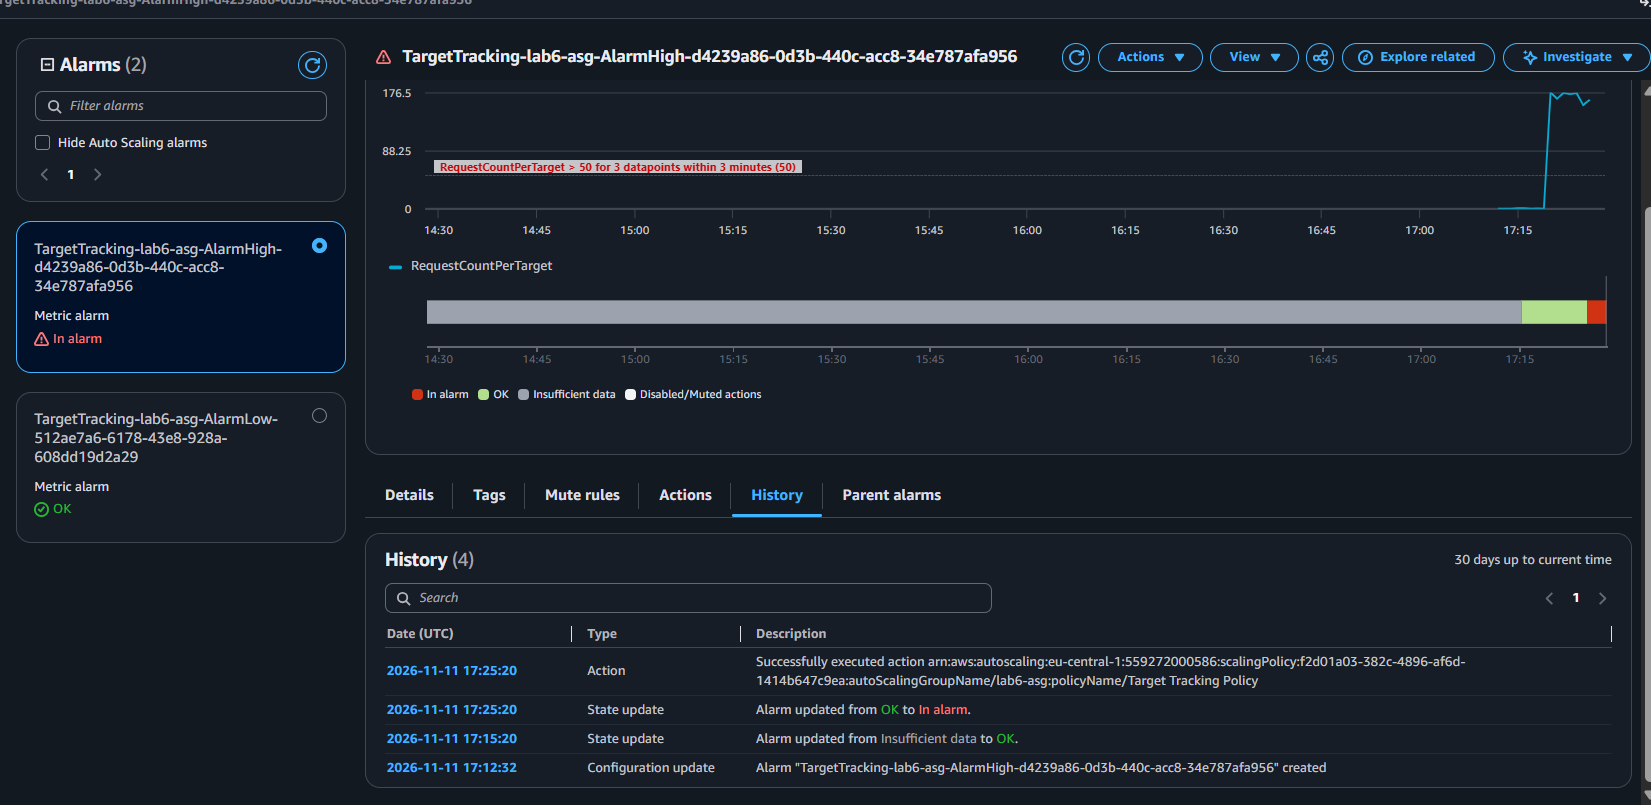 TargetTracking-lab6-asg-AlarmHigh-d4239a86-0d3b-440c-acc8-34e787afa956
Alarms (2)
Filter alarms
Hide Auto Scaling alarms
1
TargetTracking-lab6-asg-AlarmHigh-
d4239a86-0d3b-440c-acc8-
34e787afa956
Metric alarm
In alarm
TargetTracking-lab6-asg-AlarmLow-
512ae7a6-6178-43e8-928a-
608dd19d2a29
Metric alarm
OK
TargetTracking-lab6-asg-AlarmHigh-d4239a86-0d3b-440c-acc8-34e787afa956
Actions
View
Explore related
Investigate
176.5
88.25
RequestCountPerTarget > 50 for 3 datapoints within 3 minutes (50)
0
14:30 14:45 15:00 15:15 15:30 15:45 16:00 16:15 16:30 16:45 17:00 17:15
RequestCountPerTarget
14:30 14:45 15:00 15:15 15:30 15:45 16:00 16:15 16:30 16:45 17:00 17:15
In alarm OK Insufficient data Disabled/Muted actions
Details Tags Mute rules Actions History Parent alarms
History (4)
30 days up to current time
Search
1
Date (UTC) Type Description
2026-11-11 17:25:20 Action Successfully executed action arn:aws:autoscaling:eu-central-1:559272000586:scalingPolicy:f2d01a03-382c-4896-af6d-
1414b647c9ea:autoScalingGroupName/lab6-asg:policyName/Target Tracking Policy
2026-11-11 17:25:20 State update Alarm updated from OK to In alarm.
2026-11-11 17:15:20 State update Alarm updated from Insufficient data to OK.
2026-11-11 17:12:32 Configuration update Alarm "TargetTracking-lab6-asg-AlarmHigh-d4239a86-0d3b-440c-acc8-34e787afa956" created